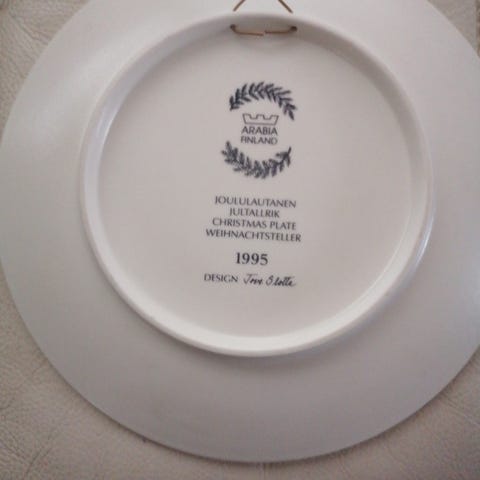 ARABIA
FINLAND
JOULULAUTANEN
JULTALLRIK
CHRISTMAS PLATE
WEIHNACHTSTELLER
1995
DESIGN Tove Slotte